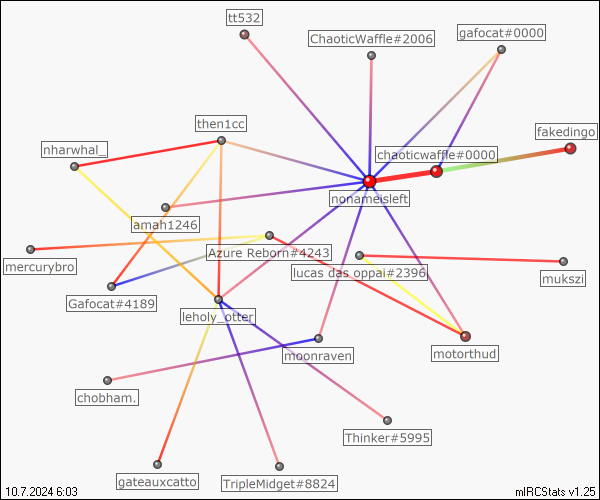 tt532
ChaoticWaffle#2006
gafocat#0000
fakedingo
then1cc
nharwhal_
chaoticwaffle#0000
nonameisleft
amah1246
Azure Reborn#4243
mercurybro
lucas das oppai#2396
mukszi
Gafocat#4189
leholy_otter
moonraven
motorthud
chobham.
Thinker#5995
gateauxcatto
TripleMidget#8824
10.7.2024 6:03
mIRCStats v1.25